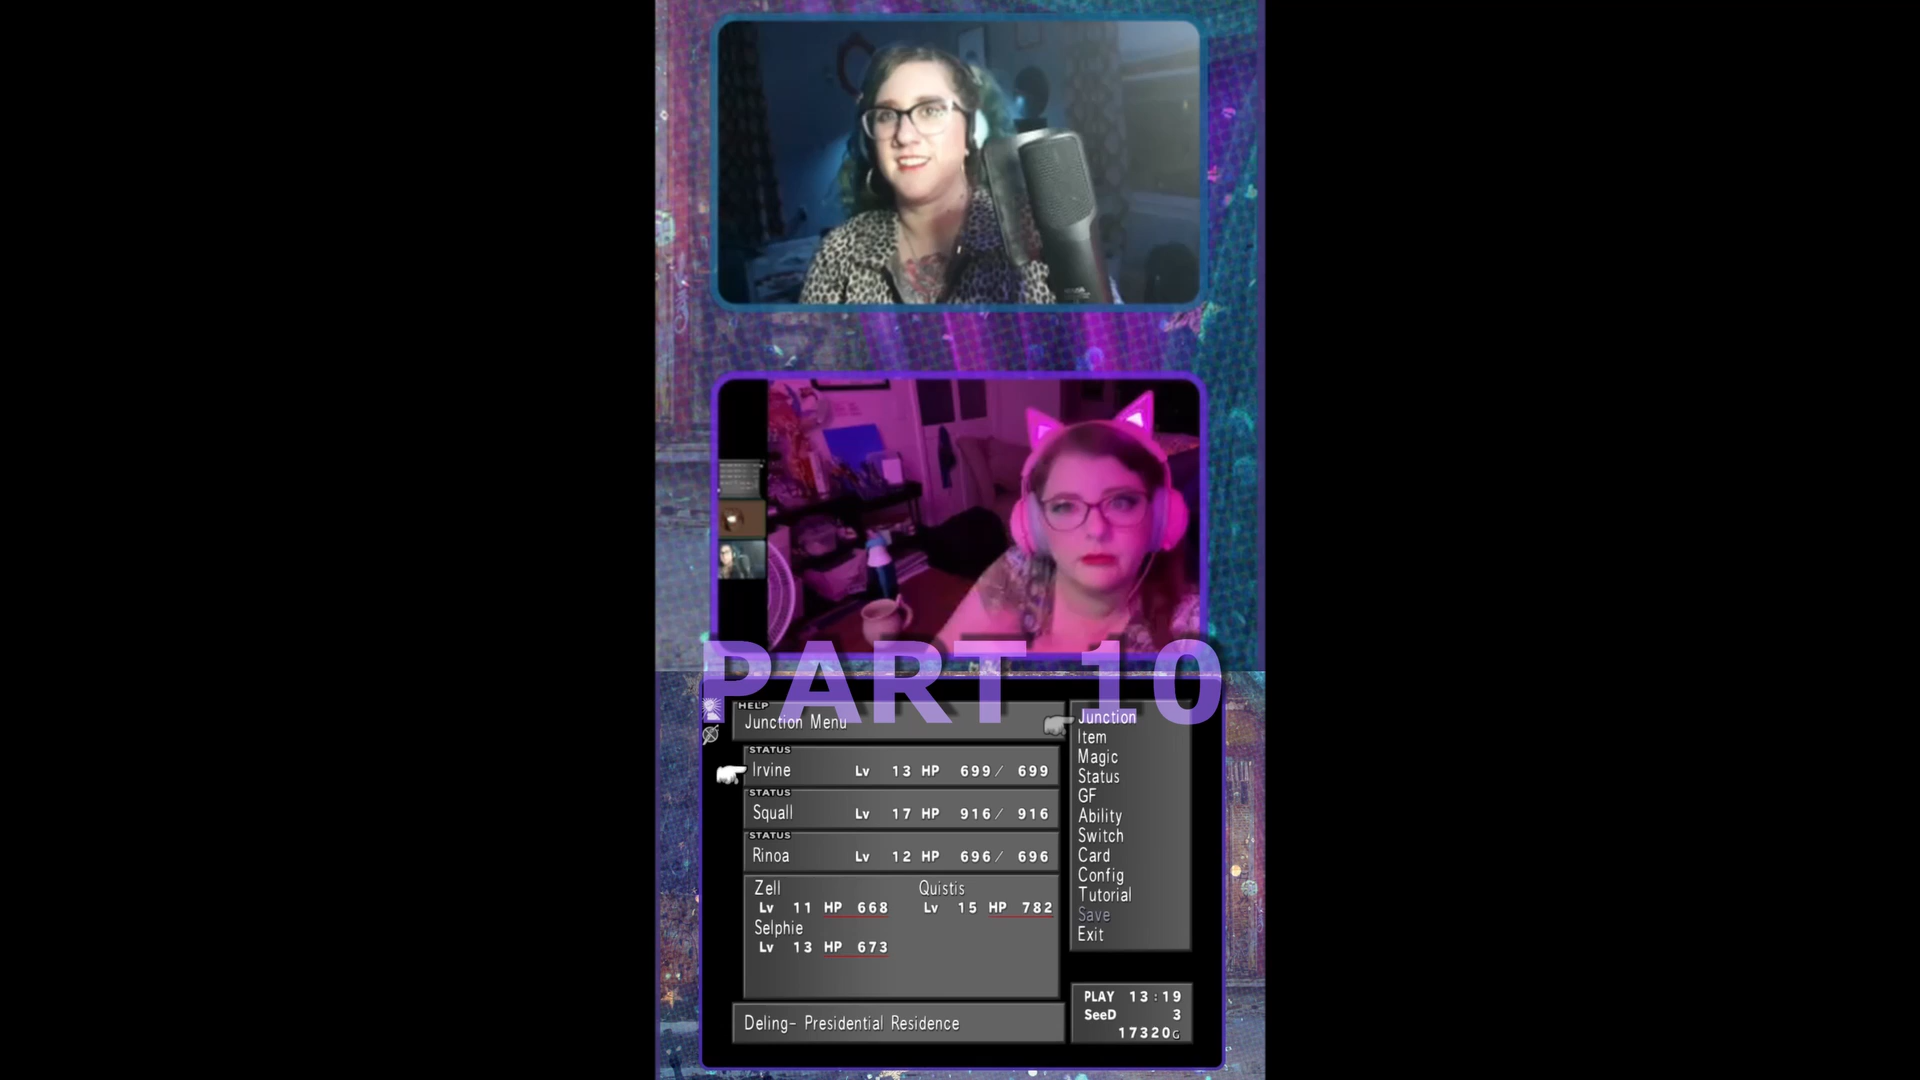 PART 10
HELP
Junction Menu
STATUS
Irvine Lv 13 HP 699/ 699
STATUS
Squall Lv 17 HP 916/ 916
STATUS
Rinoa Lv 12 HP 696/ 696
Zell
Lv 11 HP 668
Quistis
Lv 15 HP 782
Selphie
Lv 13 HP 673
Junction
Item
Magic
Status
GF
Ability
Switch
Card
Config
Tutorial
Save
Exit
PLAY 13:19
SeeD 3
17320G
Deling- Presidential Residence